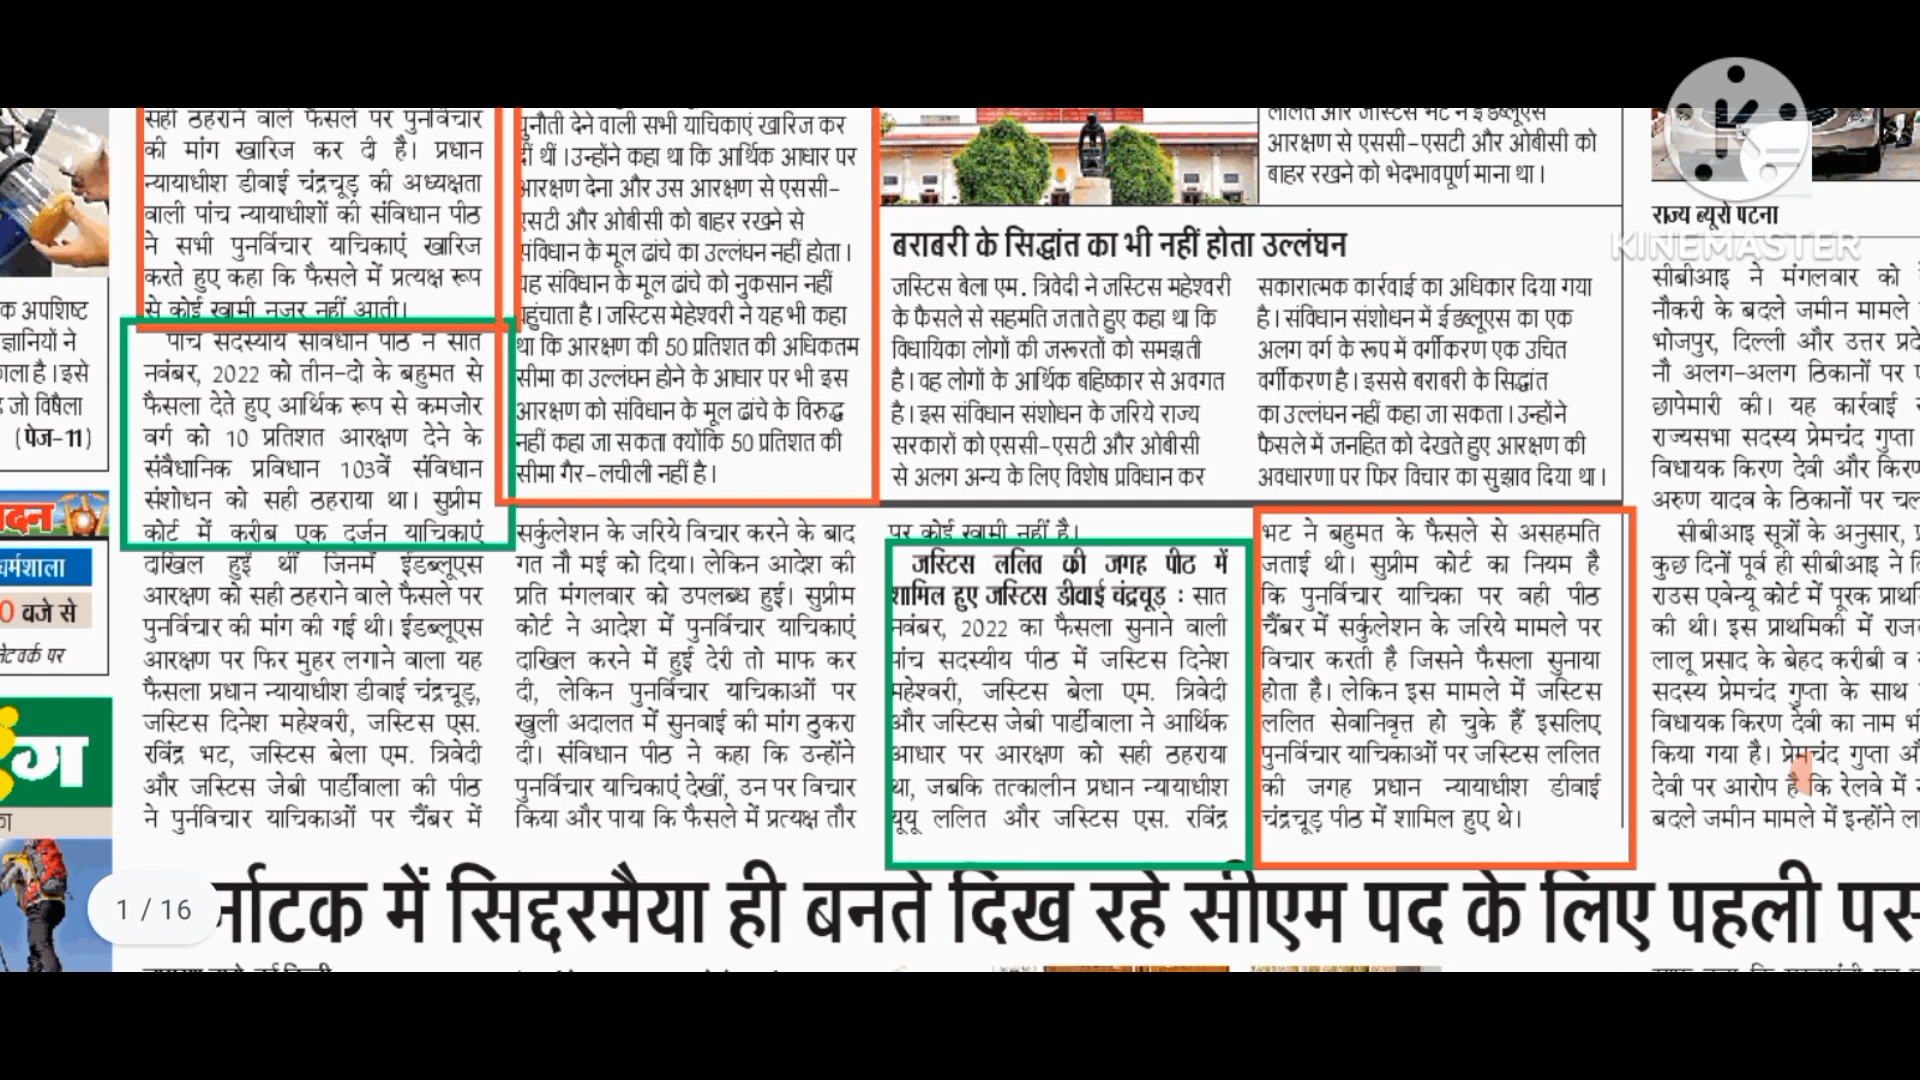 सही ठहराने वाले फैसले पर पुनर्विचार
की मांग खारिज कर दी है। प्रधान
न्यायाधीश डीवाई चंद्रचूड़ की अध्यक्षता
वाली पांच न्यायाधीशों की संविधान पीठ
ने सभी पुनर्विचार याचिकाएं खारिज
करते हुए कहा कि फैसले में प्रत्यक्ष रूप
से कोई खामी नजर नहीं आती।
पांच सदस्यीय संविधान पीठ ने सात
नवंबर, 2022 को तीन-दो के बहुमत से
फैसला देते हुए आर्थिक रूप से कमजोर
वर्ग को 10 प्रतिशत आरक्षण देने के
संवैधानिक प्रविधान 103वें संविधान
संशोधन को सही ठहराया था। सुप्रीम
कोर्ट में करीब एक दर्जन याचिकाएं
दाखिल हुईं थीं जिनमें ईडब्लूएस
आरक्षण को सही ठहराने वाले फैसले पर
पुनर्विचार की मांग की गई थी। ईडब्लूएस
आरक्षण पर फिर मुहर लगाने वाला यह
फैसला प्रधान न्यायाधीश डीवाई चंद्रचूड़,
जस्टिस दिनेश महेश्वरी, जस्टिस एस.
रविंद्र भट, जस्टिस बेला एम. त्रिवेदी
और जस्टिस जेबी पार्डीवाला की पीठ
ने पुर्नविचार याचिकाओं पर चैंबर में
चुनौती देने वाली सभी याचिकाएं खारिज कर
दीं थीं। उन्होंने कहा था कि आर्थिक आधार पर
आरक्षण देना और उस आरक्षण से एससी-
एसटी और ओबीसी को बाहर रखने से
संविधान के मूल ढांचे का उल्लंघन नहीं होता।
यह संविधान के मूल ढांचे को नुकसान नहीं
पहुंचाता है। जस्टिस मेहेश्वरी ने यह भी कहा
था कि आरक्षण की 50 प्रतिशत की अधिकतम
सीमा का उल्लंघन होने के आधार पर भी इस
आरक्षण को संविधान के मूल ढांचे के विरुद्ध
नहीं कहा जा सकता क्योंकि 50 प्रतिशत की
सीमा गैर-लचीली नहीं है।
सर्कुलेशन के जरिये विचार करने के बाद
गत नौ मई को दिया। लेकिन आदेश की
प्रति मंगलवार को उपलब्ध हुई। सुप्रीम
कोर्ट ने आदेश में पुनर्विचार याचिकाएं
दाखिल करने में हुई देरी तो माफ कर
दी, लेकिन पुनर्विचार याचिकाओं पर
खुली अदालत में सुनवाई की मांग ठुकरा
दी। संविधान पीठ ने कहा कि उन्होंने
पुनर्विचार याचिकाएं देखीं, उन पर विचार
किया और पाया कि फैसले में प्रत्यक्ष तौर
ललित और जस्टिस भट ने ईडब्लूएस
आरक्षण से एससी-एसटी और ओबीसी को
बाहर रखने को भेदभावपूर्ण माना था।
बराबरी के सिद्धांत का भी नहीं होता उल्लंघन
जस्टिस बेला एम. त्रिवेदी ने जस्टिस महेश्वरी
के फैसले से सहमति जताते हुए कहा था कि
विधायिका लोगों की जरूरतों को समझती
है। वह लोगों के आर्थिक बहिष्कार से अवगत
है। इस संविधान संशोधन के जरिये राज्य
सरकारों को एससी-एसटी और ओबीसी
से अलग अन्य के लिए विशेष प्रविधान कर
सकारात्मक कार्रवाई का अधिकार दिया गया
है। संविधान संशोधन में ईडब्लूएस का एक
अलग वर्ग के रूप में वर्गीकरण एक उचित
वर्गीकरण है। इससे बराबरी के सिद्धांत
का उल्लंघन नहीं कहा जा सकता। उन्होंने
फैसले में जनहित को देखते हुए आरक्षण की
अवधारणा पर फिर विचार का सुझाव दिया था।
पर कोई खामी नहीं है।
जस्टिस ललित की जगह पीट में
शामिल हुए जस्टिस डीवाई चंद्रचूड़ : सात
नवंबर, 2022 का फैसला सुनाने वाली
पांच सदस्यीय पीठ में जस्टिस दिनेश
महेश्वरी, जस्टिस बेला एम. त्रिवेदी
और जस्टिस जेबी पार्डीवाला ने आर्थिक
आधार पर आरक्षण को सही ठहराया
था, जबकि तत्कालीन प्रधान न्यायाधीश
यूयू ललित और जस्टिस एस. रविंद्र
भट ने बहुमत के फैसले से असहमति
जताई थी। सुप्रीम कोर्ट का नियम है
कि पुनर्विचार याचिका पर वही पीठ
चैंबर में सर्कुलेशन के जरिये मामले पर
विचार करती है जिसने फैसला सुनाया
होता है। लेकिन इस मामले में जस्टिस
ललित सेवानिवृत्त हो चुके हैं इसलिए
पुनर्विचार याचिकाओं पर जस्टिस ललित
की जगह प्रधान न्यायाधीश डीवाई
चंद्रचूड़ पीठ में शामिल हुए थे।
KINEMASTER
राज्य ब्यूरो पटना
सीबीआइ ने मंगलवार को
नौकरी के बदले जमीन मामले
भोजपुर, दिल्ली और उत्तर
नौ अलग-अलग ठिकानों पर
छापेमारी की। यह कार्रवाई
राज्यसभा सदस्य प्रेमचंद गुप्ता
विधायक किरण देवी और
अरुण यादव के ठिकानों पर
सीबीआइ सूत्रों के अनुसार,
कुछ दिनों पूर्व ही सीबीआइ ने
राउस एवेन्यू कोर्ट में पूरक
की थी। इस प्राथमिकी में
लालू प्रसाद के बेहद करीबी व
सदस्य प्रेमचंद गुप्ता के साथ
विधायक किरण देवी का नाम भी
किया गया है। प्रेमचंद गुप्ता
देवी पर आरोप है कि रेलवे में
बदले जमीन मामले में इन्होंने
क अपशिष्ट
ने
है। इसे
जो विषैला
(पेज-11)
धर्मशाला
बजे से
पर
1 / 16
में सिद्दरमैया ही बनते दिख रहे सीएम पद के लिए पहली